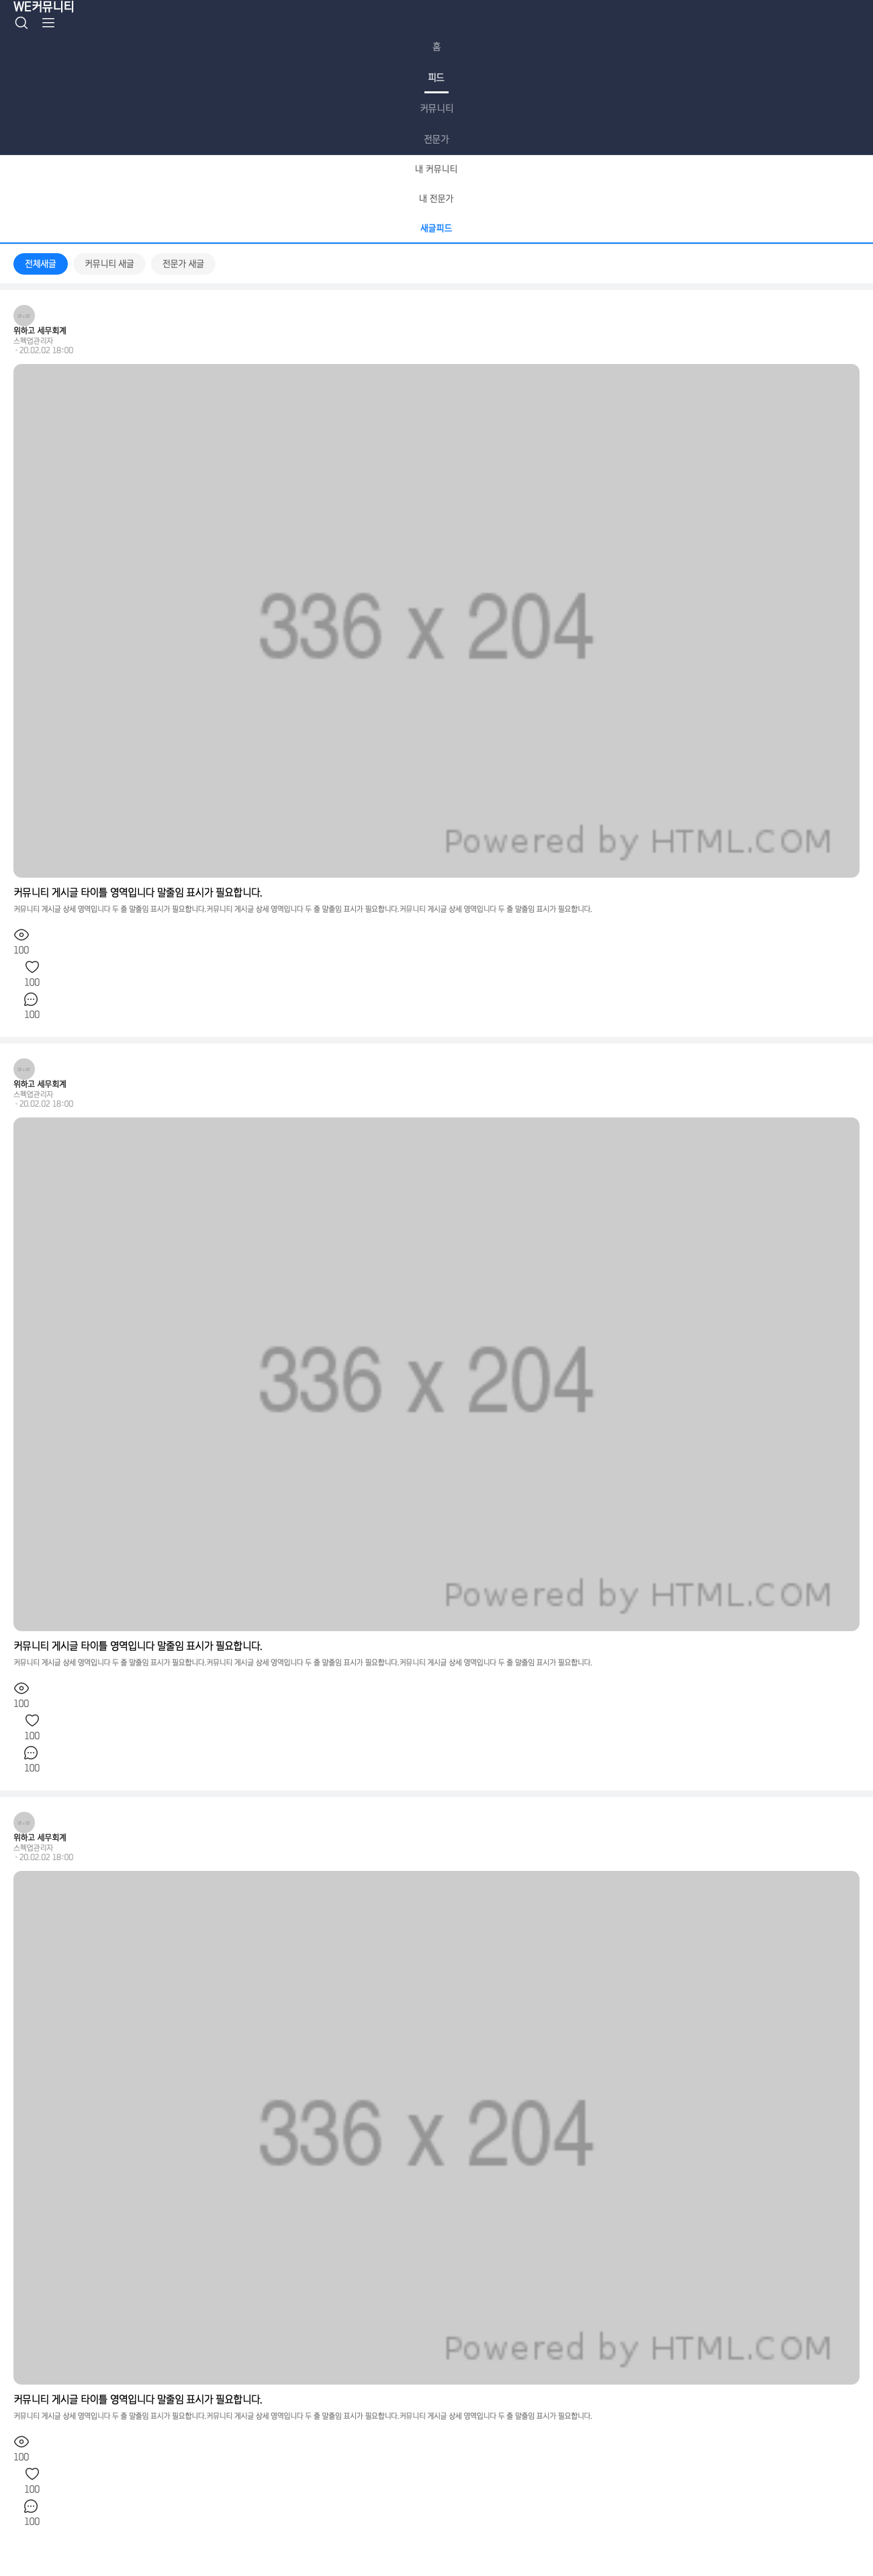 WE커뮤니티
홈
피드
커뮤니티
전문가
내 커뮤니티
내 전문가
새글피드
전체새글 커뮤니티 새글 전문가 새글
위하고 세무회계
스펙업관리자
- 20.02.02 18:00
336 x 204
Powered by HTML.COM
커뮤니티 게시글 타이틀 영역입니다 말줄임 표시가 필요합니다.
커뮤니티 게시글 상세 영역입니다 두 줄 말줄임 표시가 필요합니다.커뮤니티 게시글 상세 영역입니다 두 줄 말줄임 표시가 필요합니다.커뮤니티 게시글 상세 영역입니다 두 줄 말줄임 표시가 필요합니다.
100
100
100
위하고 세무회계
스펙업관리자
- 20.02.02 18:00
336 x 204
Powered by HTML.COM
커뮤니티 게시글 타이틀 영역입니다 말줄임 표시가 필요합니다.
커뮤니티 게시글 상세 영역입니다 두 줄 말줄임 표시가 필요합니다.커뮤니티 게시글 상세 영역입니다 두 줄 말줄임 표시가 필요합니다.커뮤니티 게시글 상세 영역입니다 두 줄 말줄임 표시가 필요합니다.
100
100
100
위하고 세무회계
스펙업관리자
- 20.02.02 18:00
336 x 204
Powered by HTML.COM
커뮤니티 게시글 타이틀 영역입니다 말줄임 표시가 필요합니다.
커뮤니티 게시글 상세 영역입니다 두 줄 말줄임 표시가 필요합니다.커뮤니티 게시글 상세 영역입니다 두 줄 말줄임 표시가 필요합니다.커뮤니티 게시글 상세 영역입니다 두 줄 말줄임 표시가 필요합니다.
100
100
100